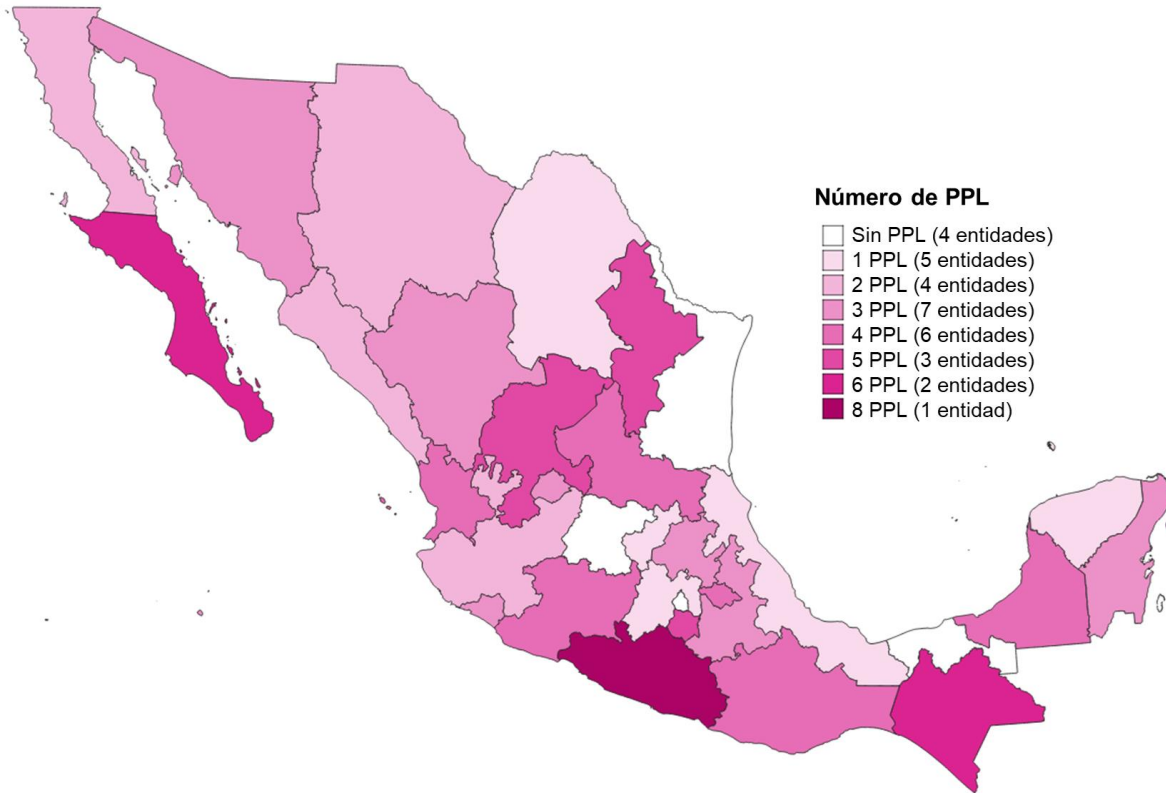 Número de PPL
Sin PPL (4 entidades)
1 PPL (5 entidades)
2 PPL (4 entidades)
3 PPL (7 entidades)
4 PPL (6 entidades)
5 PPL (3 entidades)
6 PPL (2 entidades)
8 PPL (1 entidad)